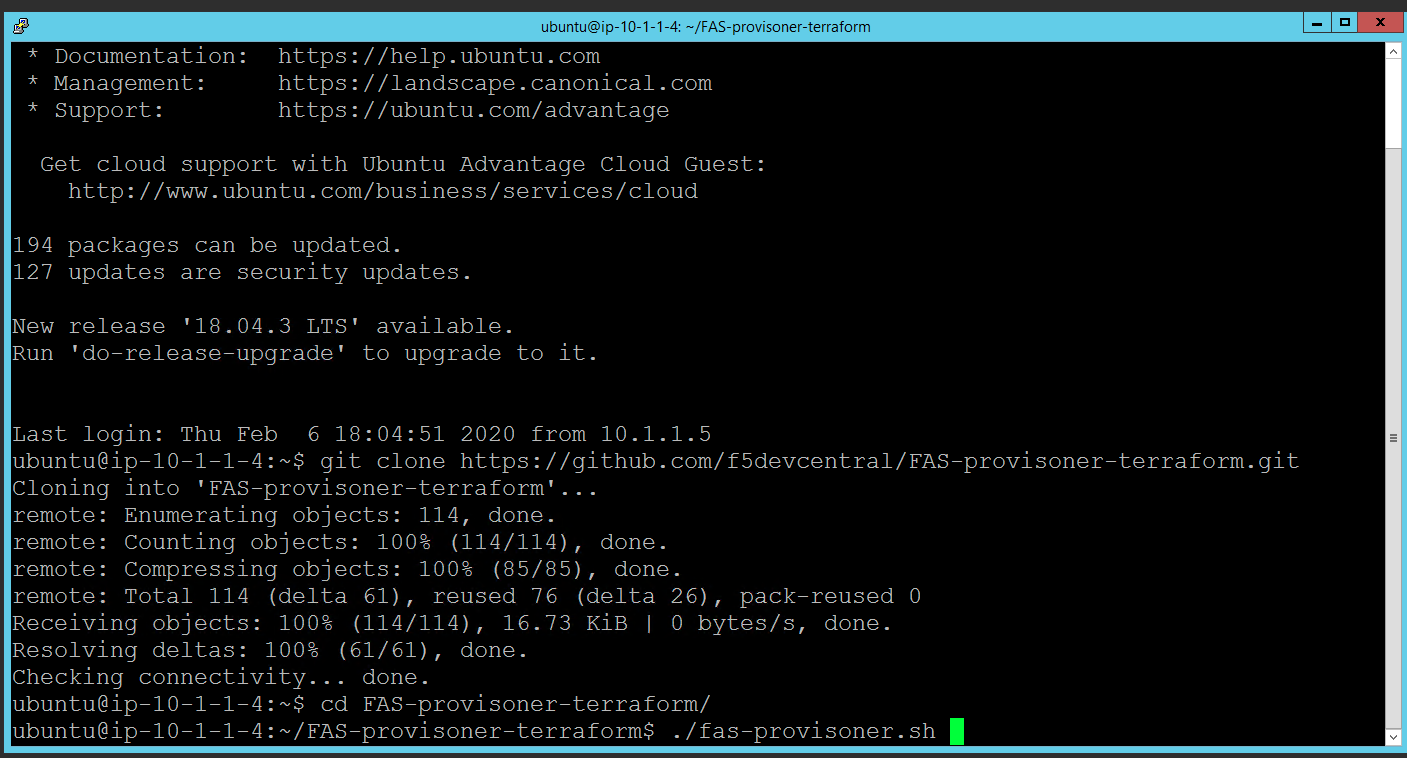 ubuntu@ip-10-1-1-4: ~/FAS-provisoner-terraform
* Documentation:  https://help.ubuntu.com
* Management:     https://landscape.canonical.com
* Support:        https://ubuntu.com/advantage
Get cloud support with Ubuntu Advantage Cloud Guest:
http://www.ubuntu.com/business/services/cloud
194 packages can be updated.
127 updates are security updates.
New release '18.04.3 LTS' available.
Run 'do-release-upgrade' to upgrade to it.
Last login: Thu Feb  6 18:04:51 2020 from 10.1.1.5
ubuntu@ip-10-1-1-4:~$ git clone https://github.com/f5devcentral/FAS-provisoner-terraform.git
Cloning into 'FAS-provisoner-terraform'...
remote: Enumerating objects: 114, done.
remote: Counting objects: 100% (114/114), done.
remote: Compressing objects: 100% (85/85), done.
remote: Total 114 (delta 61), reused 76 (delta 26), pack-reused 0
Receiving objects: 100% (114/114), 16.73 KiB | 0 bytes/s, done.
Resolving deltas: 100% (61/61), done.
Checking connectivity... done.
ubuntu@ip-10-1-1-4:~$ cd FAS-provisoner-terraform/
ubuntu@ip-10-1-1-4:~/FAS-provisoner-terraform$ ./fas-provisoner.sh